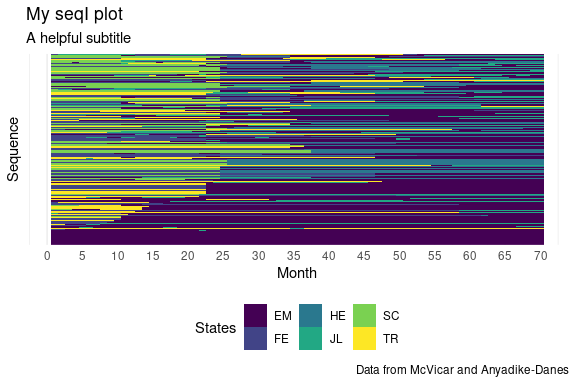 My seqI plot
A helpful subtitle
Sequence
0 5 10 15 20 25 30 35 40 45 50 55 60 65 70
Month
States
EM HE SC
FE JL TR
Data from McVicar and Anyadike-Danes